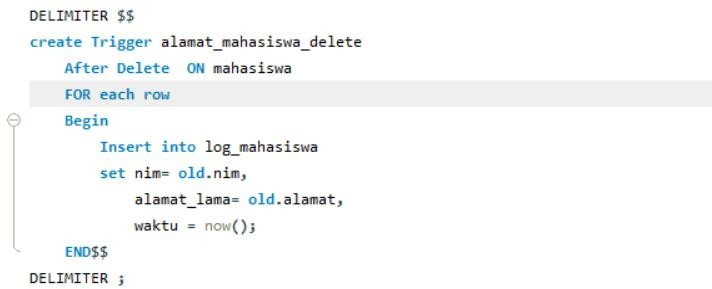 DELIMITER $$
create Trigger alamat_mahasiswa_delete
After Delete  ON mahasiswa
FOR each row
Begin
Insert into log_mahasiswa
set nim= old.nim,
alamat_lama= old.alamat,
waktu = now();
END$$
DELIMITER ;